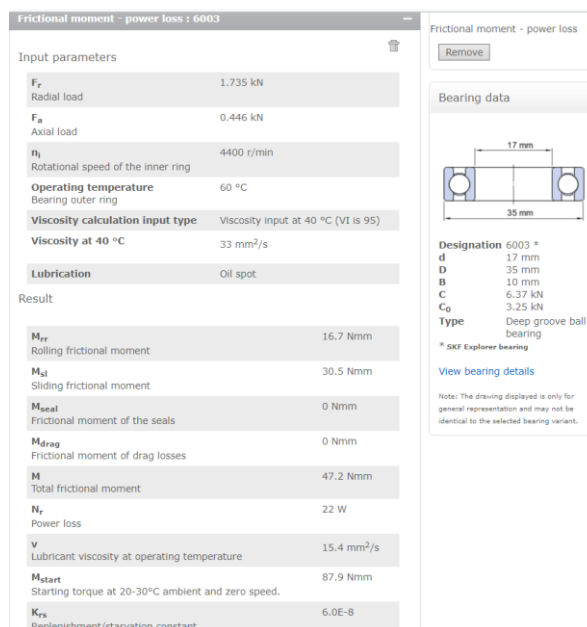 Frictional moment - power loss : 6003
Input parameters
Fr 1.735 kN
Radial load
Fa 0.446 kN
Axial load
ni 4400 r/min
Rotational speed of the inner ring
Operating temperature 60 °C
Bearing outer ring
Viscosity calculation input type Viscosity input at 40 °C (VI is 95)
Viscosity at 40 °C 33 mm²/s
Lubrication Oil spot
Result
Mrr 16.7 Nmm
Rolling frictional moment
Msl 30.5 Nmm
Sliding frictional moment
Mseal 0 Nmm
Frictional moment of the seals
Mdrag 0 Nmm
Frictional moment of drag losses
M 47.2 Nmm
Total frictional moment
Nr 22 W
Power loss
ν 15.4 mm²/s
Lubricant viscosity at operating temperature
Mstart 87.9 Nmm
Starting torque at 20-30°C ambient and zero speed.
Krs 6.0E-8
Replenishment/starvation constant
Frictional moment - power loss
Remove
Bearing data
17 mm
35 mm
Designation 6003 *
d 17 mm
D 35 mm
B 10 mm
C 6.37 kN
C0 3.25 kN
Type Deep groove ball
bearing
* SKF Explorer bearing
View bearing details
Note: The drawing displayed is only for
general representation and may not be
identical to the selected bearing variant.